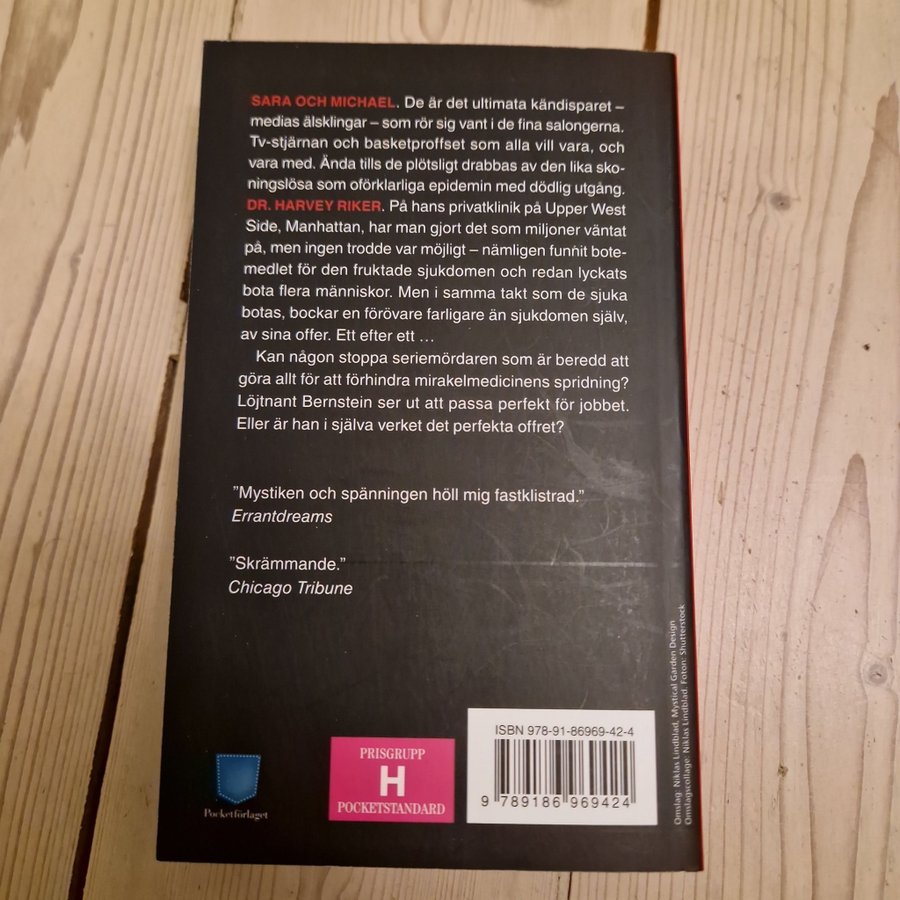 SARA OCH MICHAEL. De är det ultimata kändisparet –
medias älsklingar – som rör sig vant i de fina salongerna.
Tv-stjärnan och basketproffset som alla vill vara, och
vara med. Ända tills de plötsligt drabbas av den lika sko-
ningslösa som oförklarliga epidemin med dödlig utgång.
DR. HARVEY RIKER. På hans privatklinik på Upper West
Side, Manhattan, har man gjort det som miljoner väntat
på, men ingen trodde var möjligt – nämligen funnit bote-
medlet för den fruktade sjukdomen och redan lyckats
bota flera människor. Men i samma takt som de sjuka
botas, bockar en förövare farligare än sjukdomen själv,
av sina offer. Ett efter ett …
Kan någon stoppa seriemördaren som är beredd att
göra allt för att förhindra mirakelmedicinens spridning?
Löjtnant Bernstein ser ut att passa perfekt för jobbet.
Eller är han i själva verket det perfekta offret?
”Mystiken och spänningen höll mig fastklistrad.”
Errantdreams
”Skrämmande.”
Chicago Tribune
Pocketförlaget
PRISGRUPP
H
POCKETSTANDARD
ISBN 978-91-86969-42-4
9 789186 969424
Omslag: Niklas Lindblad, Mystical Garden Design
Omslagscollage: Niklas Lindblad. Foton: Shutterstock